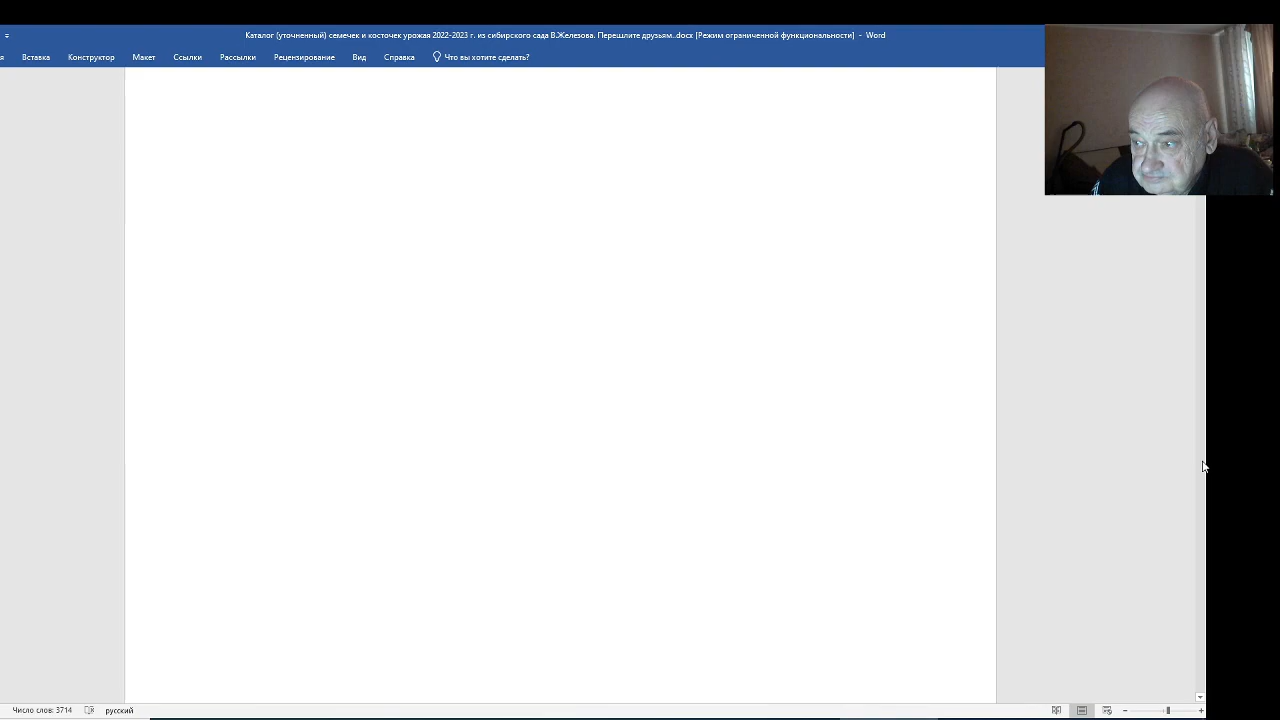 Каталог (уточненный) семечек и косточек урожая 2022-2023 г. из сибирского сада В.Железова. Перешлите друзьям..docx [Режим ограниченной функциональности] - Word
я Вставка Конструктор Макет Ссылки Рассылки Рецензирование Вид Справка Что вы хотите сделать?
Число слов: 3714 русский